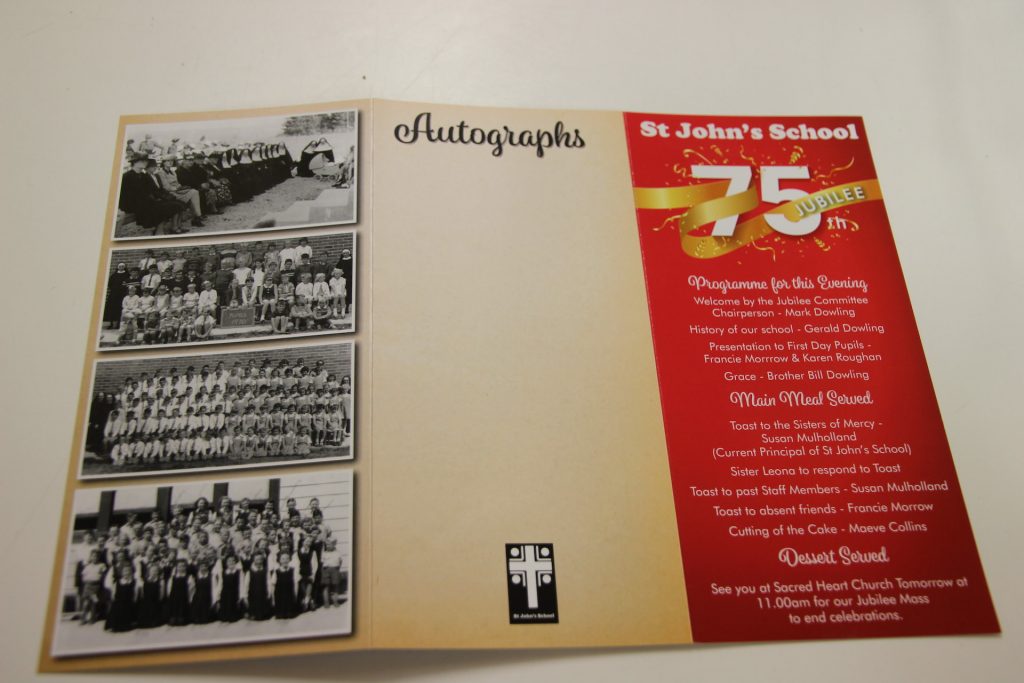 Autographs
St John's School
St John's School
75th
JUBILEE
Programme for this Evening
Welcome by the Jubilee Committee
Chairperson - Mark Dowling
History of our school - Gerald Dowling
Presentation to First Day Pupils -
Francie Morrrow & Karen Roughan
Grace - Brother Bill Dowling
Main Meal Served
Toast to the Sisters of Mercy -
Susan Mulholland
(Current Principal of St John's School)
Sister Leona to respond to Toast
Toast to past Staff Members - Susan Mulholland
Toast to absent friends - Francie Morrow
Cutting of the Cake - Maeve Collins
Dessert Served
See you at Sacred Heart Church Tomorrow at
11.00am for our Jubilee Mass
to end celebrations.